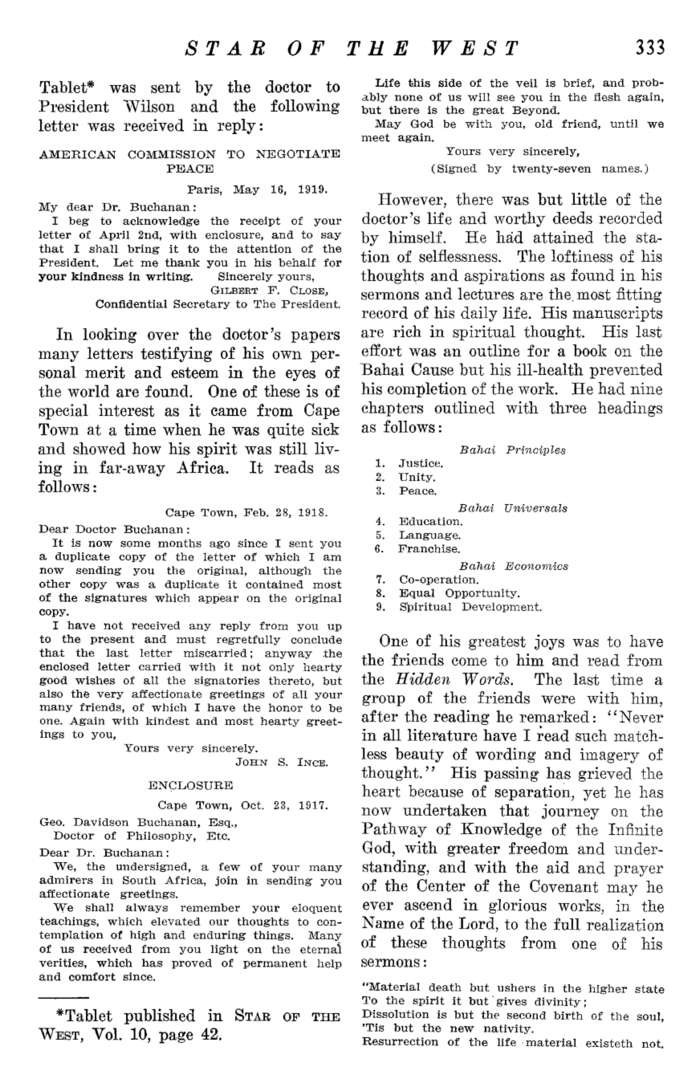 STAR OF THE WEST 333
Tablet* was sent by the doctor to
President Wilson and the following
letter was received in reply:
AMERICAN COMMISSION TO NEGOTIATE
PEACE
Paris, May 16, 1919.
My dear Dr. Buchanan:
I beg to acknowledge the receipt of your
letter of April 2nd, with enclosure, and to say
that I shall bring it to the attention of the
President. Let me thank you in his behalf for
your kindness in writing. Sincerely yours,
GILBERT F. CLOSE,
Confidential Secretary to The President.
In looking over the doctor's papers
many letters testifying of his own per-
sonal merit and esteem in the eyes of
the world are found. One of these is of
special interest as it came from Cape
Town at a time when he was quite sick
and showed how his spirit was still liv-
ing in far-away Africa. It reads as
follows:
Cape Town, Feb. 28, 1918.
Dear Doctor Buchanan:
It is now some months ago since I sent you
a duplicate copy of the letter of which I am
now sending you the original, although the
other copy was a duplicate it contained most
of the signatures which appear on the original
copy.
I have not received any reply from you up
to the present and must regretfully conclude
that the last letter miscarried; anyway the
enclosed letter carried with it not only hearty
good wishes of all the signatories thereto, but
also the very affectionate greetings of all your
many friends, of which I have the honor to be
one. Again with kindest and most hearty greet-
ings to you,
Yours very sincerely.
JOHN S. INCE.
ENCLOSURE
Cape Town, Oct. 23, 1917.
Geo. Davidson Buchanan, Esq.,
Doctor of Philosophy, Etc.
Dear Dr. Buchanan:
We, the undersigned, a few of your many
admirers in South Africa, join in sending you
affectionate greetings.
We shall always remember your eloquent
teachings, which elevated our thoughts to con-
templation of high and enduring things. Many
of us received from you light on the eternal
verities, which has proved of permanent help
and comfort since.
*Tablet published in STAR OF THE
WEST, Vol. 10, page 42.
Life this side of the veil is brief, and prob-
ably none of us will see you in the flesh again,
but there is the great Beyond.
May God be with you, old friend, until we
meet again.
Yours very sincerely,
(Signed by twenty-seven names.)
However, there was but little of the
doctor's life and worthy deeds recorded
by himself. He had attained the sta-
tion of selflessness. The loftiness of his
thoughts and aspirations as found in his
sermons and lectures are the most fitting
record of his daily life. His manuscripts
are rich in spiritual thought. His last
effort was an outline for a book on the
Bahai Cause but his ill-health prevented
his completion of the work. He had nine
chapters outlined with three headings
as follows:
Bahai Principles
1. Justice.
2. Unity.
3. Peace.
Bahai Universals
4. Education.
5. Language.
6. Franchise.
Bahai Economics
7. Co-operation.
8. Equal Opportunity.
9. Spiritual Development.
One of his greatest joys was to have
the friends come to him and read from
the Hidden Words. The last time a
group of the friends were with him,
after the reading he remarked: "Never
in all literature have I read such match-
less beauty of wording and imagery of
thought." His passing has grieved the
heart because of separation, yet he has
now undertaken that journey on the
Pathway of Knowledge of the Infinite
God, with greater freedom and under-
standing, and with the aid and prayer
of the Center of the Covenant may he
ever ascend in glorious works, in the
Name of the Lord, to the full realization
of these thoughts from one of his
sermons:
"Material death but ushers in the higher state
To the spirit it but gives divinity;
Dissolution is but the second birth of the soul,
'Tis but the new nativity.
Resurrection of the life material existeth not.